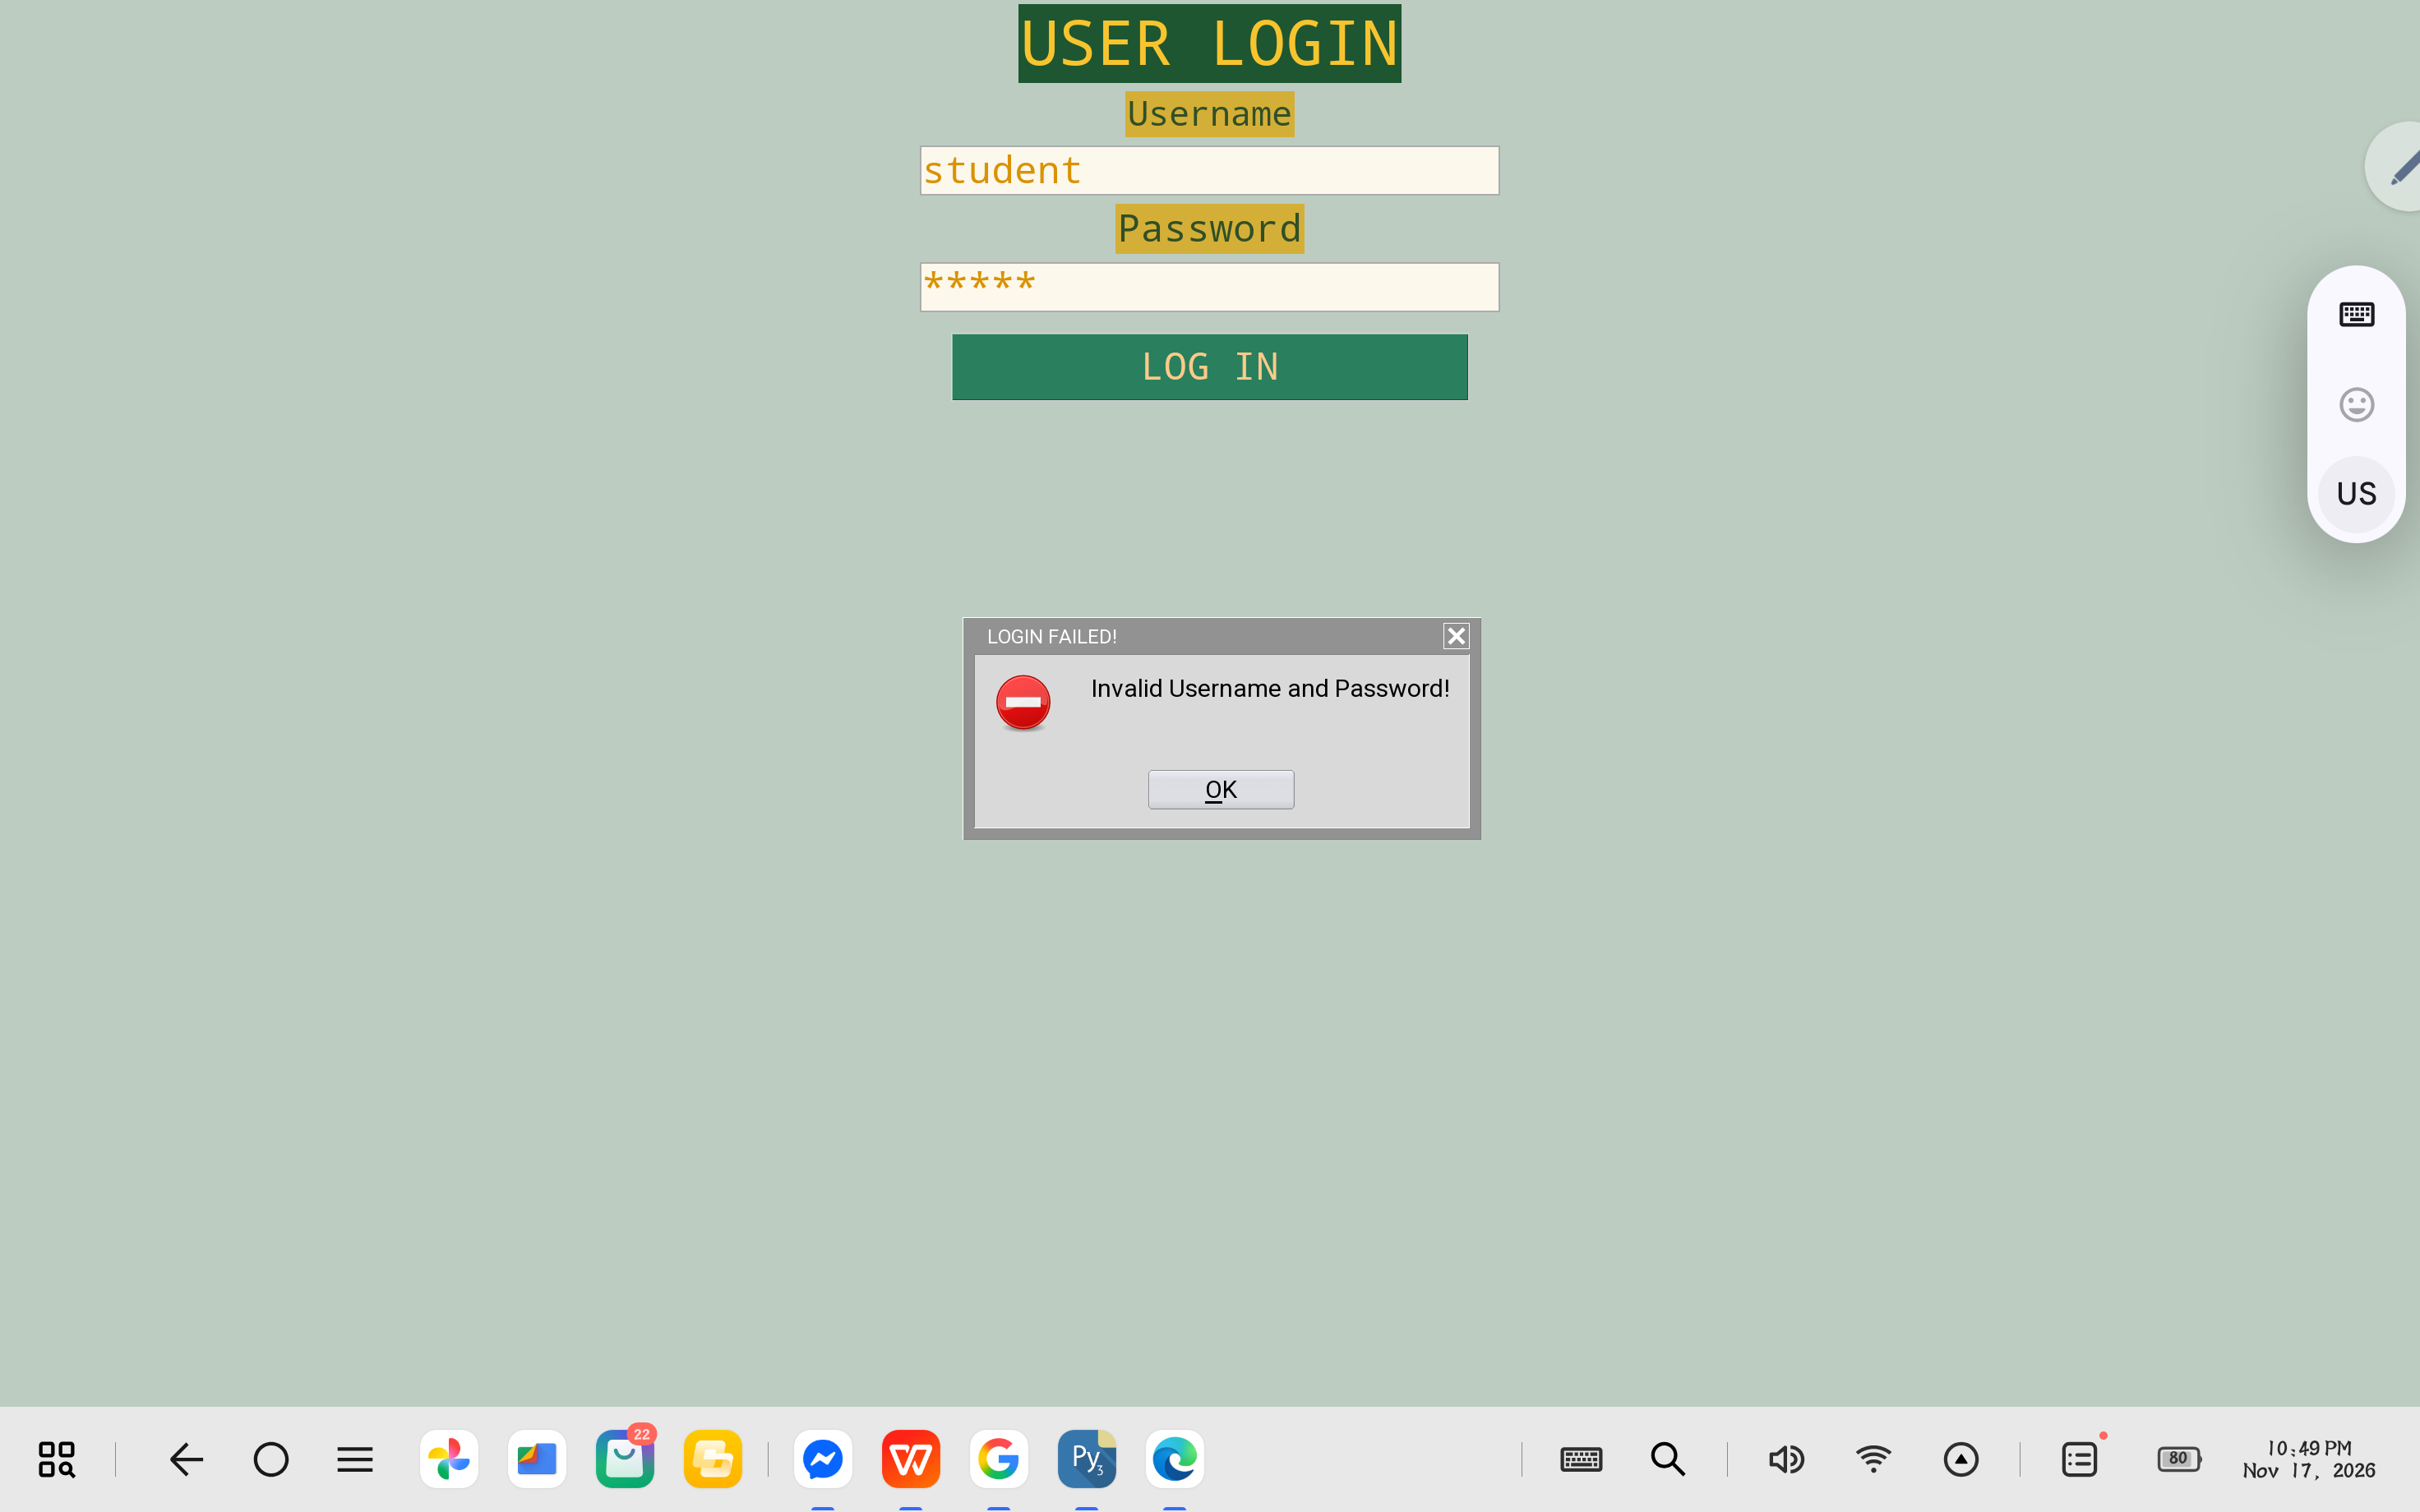 USER LOGIN
Username
student
Password
*****
LOG IN
US
LOGIN FAILED!
Invalid Username and Password!
OK
22
Py3
80
10:49 PM
Nov 17, 2026